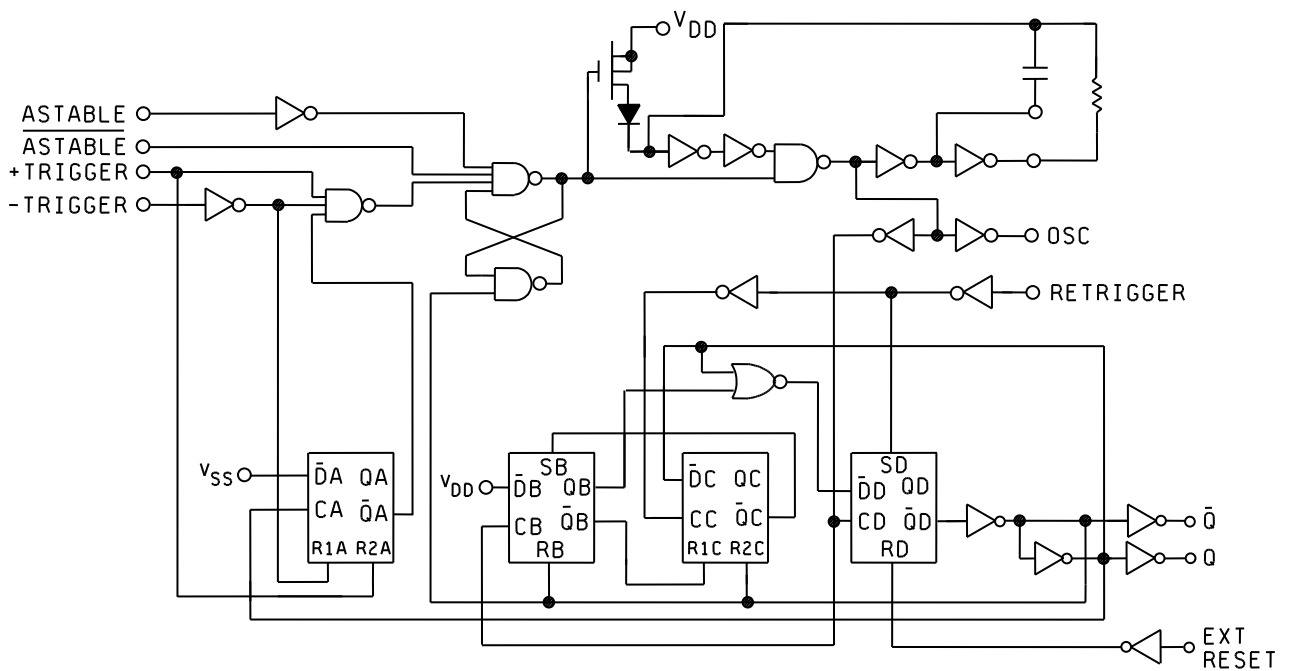 V_DD
ASTABLE
A̅S̅T̅A̅B̅L̅E̅
+TRIGGER
-TRIGGER
OSC
RETRIGGER
V_SS
D̄A QA
CA Q̄A
R1A R2A
V_DD
SB
D̄B QB
CB Q̄B
RB
D̄C QC
CC Q̄C
R1C R2C
SD
D̄D QD
CD Q̄D
RD
Q̄
Q
EXT
RESET